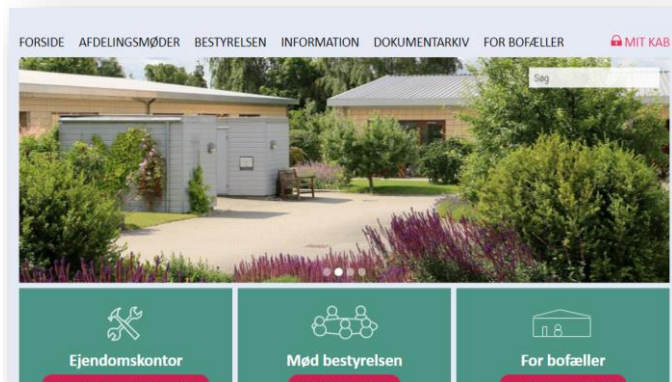 FORSIDE AFDELINGSMØDER BESTYRELSEN INFORMATION DOKUMENTARKIV FOR BOFÆLLER MIT KAB
Søg
Ejendomskontor Mød bestyrelsen For bofæller